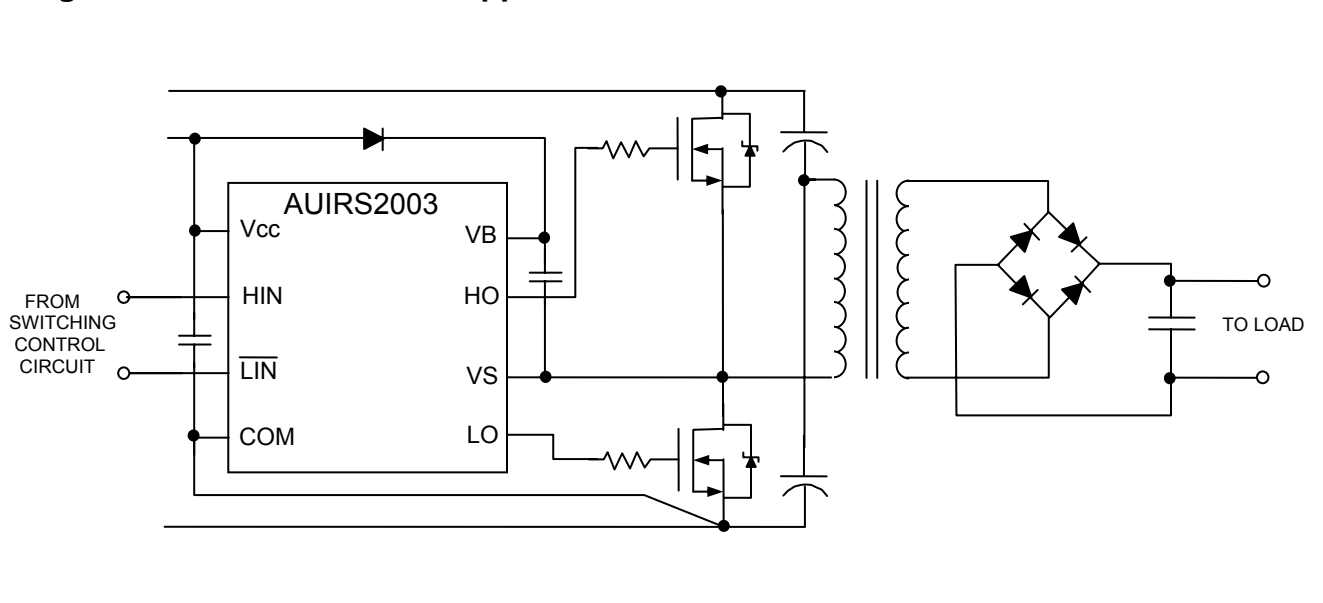 AUIRS2003
Vcc
VB
HIN
HO
FROM
SWITCHING
CONTROL
CIRCUIT
TO LOAD
LIN
VS
COM
LO